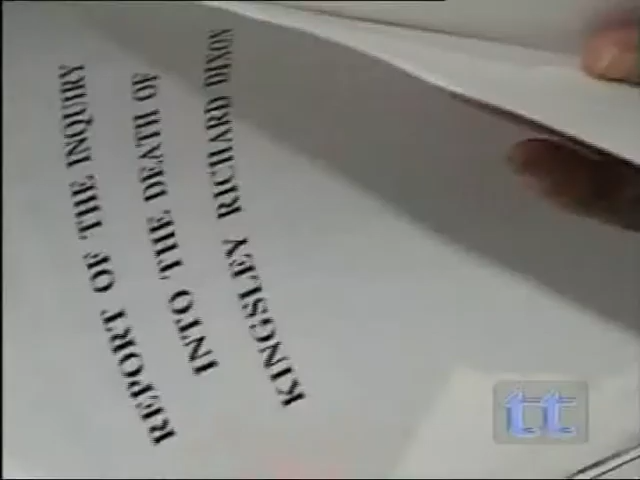 REPORT OF THE INQUIRY
INTO THE DEATH OF
KINGSLEY RICHARD DIXON
tt